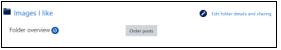 Images I like
Edit folder details and sharing
Folder overview
Order posts